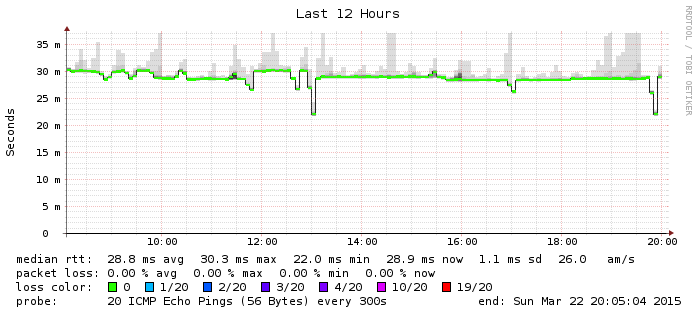 Last 12 Hours
RRDTOOL / TOBI OETIKER
Seconds
35 m
30 m
25 m
20 m
15 m
10 m
5 m
0
10:00 12:00 14:00 16:00 18:00 20:00
median rtt: 28.8 ms avg 30.3 ms max 22.0 ms min 28.9 ms now 1.1 ms sd 26.0 am/s
packet loss: 0.00 % avg 0.00 % max 0.00 % min 0.00 % now
loss color: 0 1/20 2/20 3/20 4/20 10/20 19/20
probe: 20 ICMP Echo Pings (56 Bytes) every 300s end: Sun Mar 22 20:05:04 2015